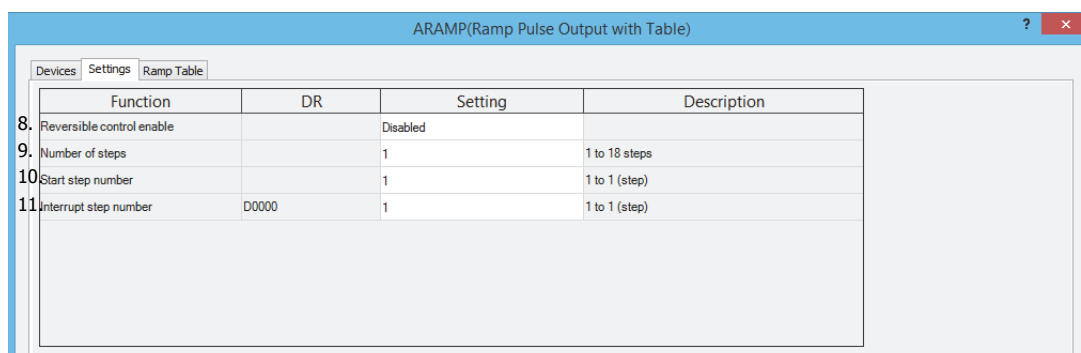 ARAMP(Ramp Pulse Output with Table)
? ×
Devices Settings Ramp Table
Function DR Setting Description
8. Reversible control enable Disabled
9. Number of steps 1 1 to 18 steps
10. Start step number 1 1 to 1 (step)
11. Interrupt step number D0000 1 1 to 1 (step)